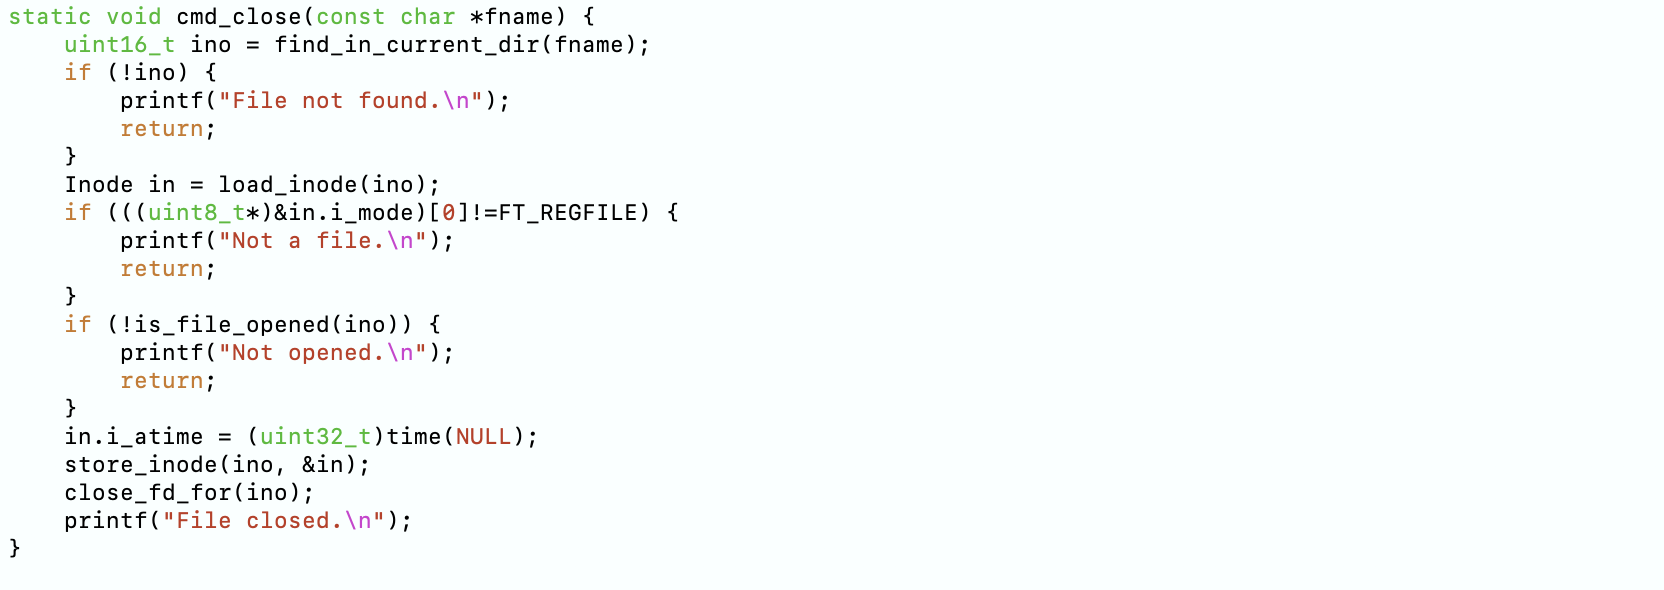 static void cmd_close(const char *fname) {
    uint16_t ino = find_in_current_dir(fname);
    if (!ino) {
        printf("File not found.\n");
        return;
    }
    Inode in = load_inode(ino);
    if (((uint8_t*)&in.i_mode)[0]!=FT_REGFILE) {
        printf("Not a file.\n");
        return;
    }
    if (!is_file_opened(ino)) {
        printf("Not opened.\n");
        return;
    }
    in.i_atime = (uint32_t)time(NULL);
    store_inode(ino, &in);
    close_fd_for(ino);
    printf("File closed.\n");
}